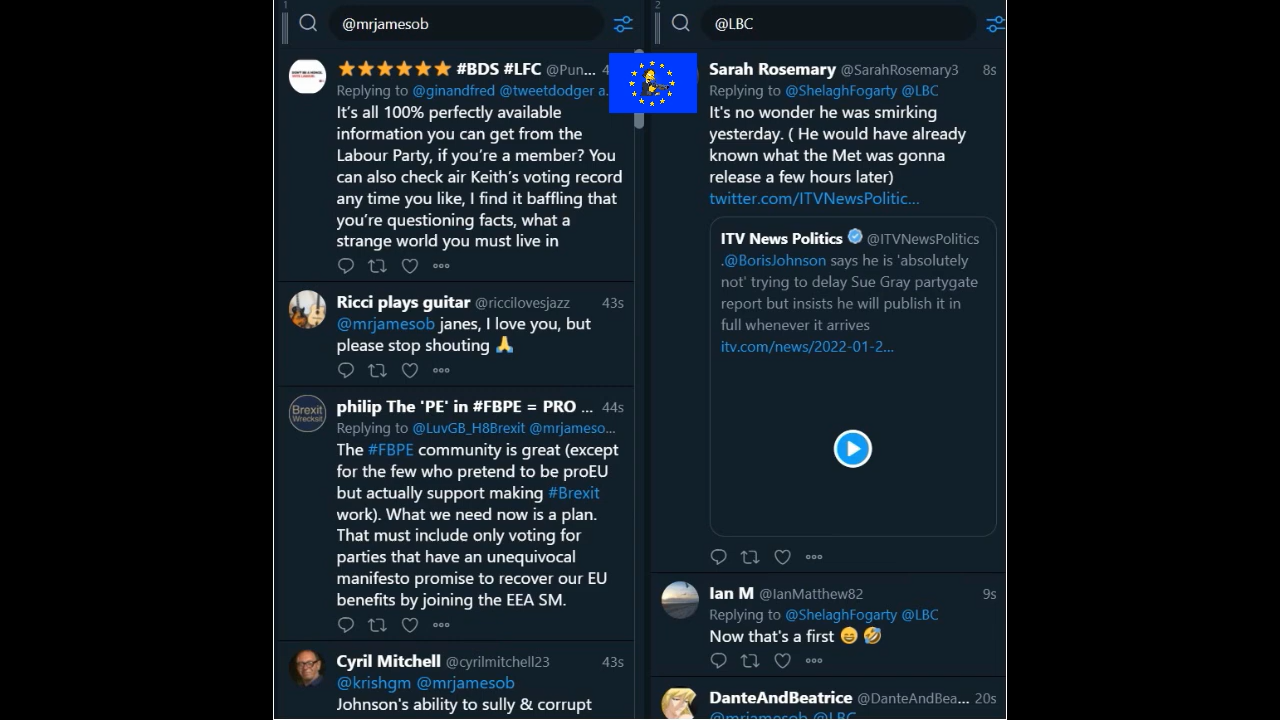 1
@mrjamesob
⭐⭐⭐⭐⭐⭐ #BDS #LFC @Pun... 4
Replying to @ginandfred @tweetdodger a.
It's all 100% perfectly available
information you can get from the
Labour Party, if you're a member? You
can also check air Keith's voting record
any time you like, I find it baffling that
you're questioning facts, what a
strange world you must live in
Ricci plays guitar @riccilovesjazz 43s
@mrjamesob janes, I love you, but
please stop shouting 🙏
Brexit
Wrecksit
philip The 'PE' in #FBPE = PRO ... 44s
Replying to @LuvGB_H8Brexit @mrjameso...
The #FBPE community is great (except
for the few who pretend to be proEU
but actually support making #Brexit
work). What we need now is a plan.
That must include only voting for
parties that have an unequivocal
manifesto promise to recover our EU
benefits by joining the EEA SM.
Cyril Mitchell @cyrilmitchell23 43s
@krishgm @mrjamesob
Johnson's ability to sully & corrupt
2
@LBC
Sarah Rosemary @SarahRosemary3 8s
Replying to @ShelaghFogarty @LBC
It's no wonder he was smirking
yesterday. ( He would have already
known what the Met was gonna
release a few hours later)
twitter.com/ITVNewsPolitic...
ITV News Politics @ITVNewsPolitics
.@BorisJohnson says he is 'absolutely
not' trying to delay Sue Gray partygate
report but insists he will publish it in
full whenever it arrives
itv.com/news/2022-01-2...
Ian M @IanMatthew82 9s
Replying to @ShelaghFogarty @LBC
Now that's a first 😄 🤣
DanteAndBeatrice @DanteAndBea... 20s
@mrjamesob @LBC